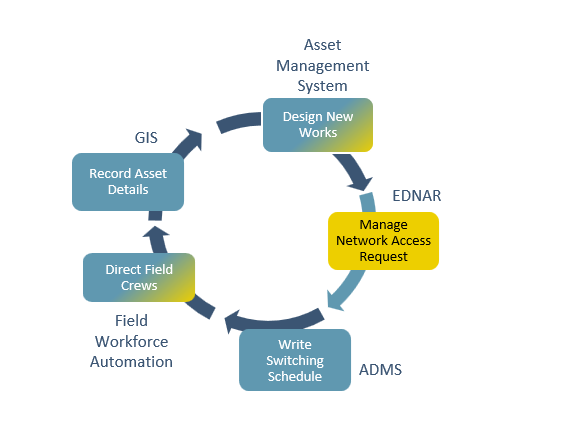 Asset
Management
System
Design New
Works
EDNAR
Manage
Network Access
Request
Write
Switching
Schedule
ADMS
Direct Field
Crews
Field
Workforce
Automation
GIS
Record Asset
Details